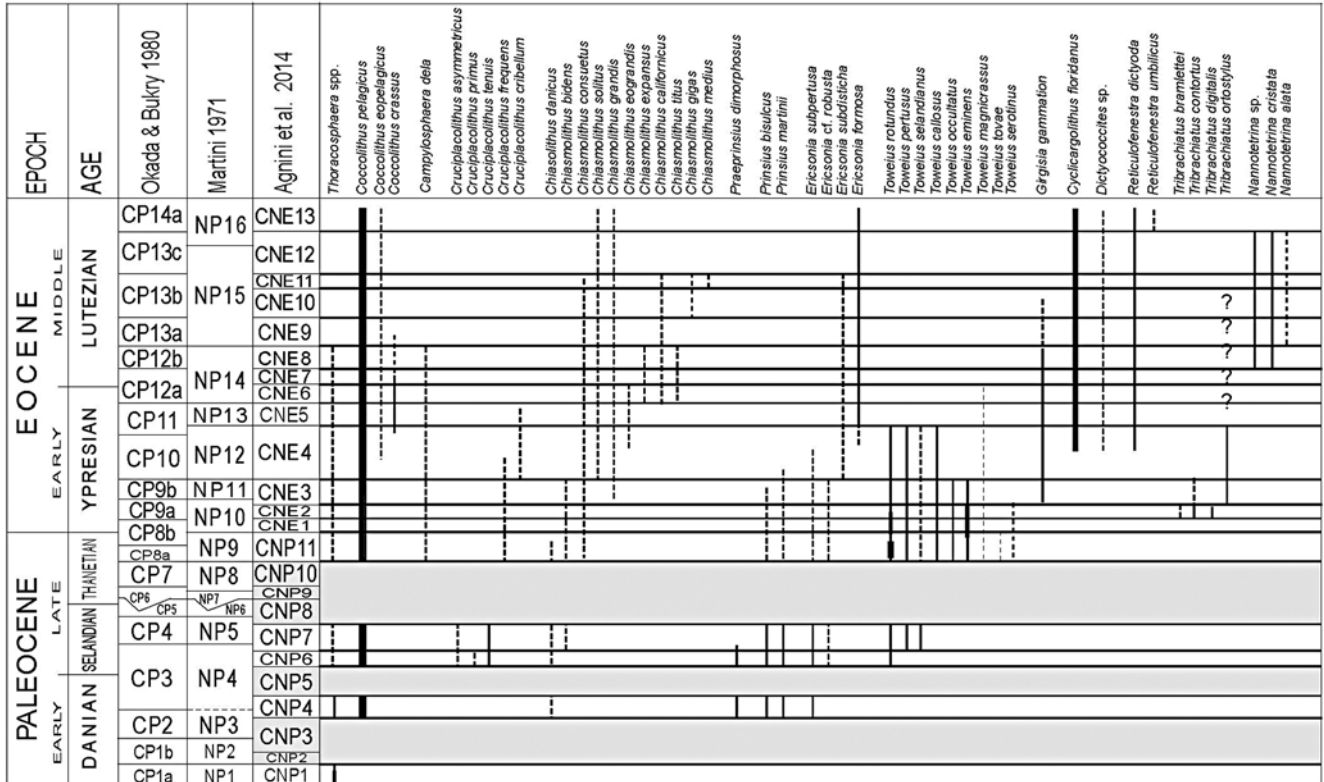 EPOCH
AGE
Okada & Bukry 1980
Martini 1971
Agnini et al. 2014
Thoracosphaera spp.
Coccolithus pelagicus
Coccolithus eopelagicus
Coccolithus crassus
Campylosphaera dela
Cruciplacolithus asymmetricus
Cruciplacolithus primus
Cruciplacolithus tenuis
Cruciplacolithus frequens
Cruciplacolithus cribellum
Chiasolithus danicus
Chiasmolithus bidens
Chiasmolithus consuetus
Chiasmolithus solitus
Chiasmolithus grandis
Chiasmolithus eograndis
Chiasmolithus expansus
Chiasmolithus californicus
Chiasmolithus titus
Chiasmolithus gigas
Chiasmolithus medius
Praeprinsius dimorphosus
Prinsius bisulcus
Prinsius martinii
Ericsonia subpertusa
Ericsonia cf. robusta
Ericsonia subdisticha
Ericsonia formosa
Toweius rotundus
Toweius pertusus
Toweius selandianus
Toweius callosus
Toweius occultatus
Toweius eminens
Toweius magnicrassus
Toweius tovae
Toweius serotinus
Girgisia gammation
Cyclicargolithus floridanus
Dictyococcites sp.
Reticulofenestra dictyoda
Reticulofenestra umbilicus
Tribrachiatus bramlettei
Tribrachiatus contortus
Tribrachiatus digitalis
Tribrachiatus ortostylus
Nannotetrina sp.
Nannotetrina cristata
Nannotetrina alata
EOCENE
MIDDLE
EARLY
LUTEZIAN
YPRESIAN
PALEOCENE
LATE
EARLY
THANETIAN
SELANDIAN
DANIAN
CP14a
CP13c
CP13b
CP13a
CP12b
CP12a
CP11
CP10
CP9b
CP9a
CP8b
CP8a
CP7
CP6
CP5
CP4
CP3
CP2
CP1b
CP1a
NP16
NP15
NP14
NP13
NP12
NP11
NP10
NP9
NP8
NP7
NP6
NP5
NP4
NP3
NP2
NP1
CNE13
CNE12
CNE11
CNE10
CNE9
CNE8
CNE7
CNE6
CNE5
CNE4
CNE3
CNE2
CNE1
CNP11
CNP10
CNP9
CNP8
CNP7
CNP6
CNP5
CNP4
CNP3
CNP2
CNP1
?
?
?
?
?